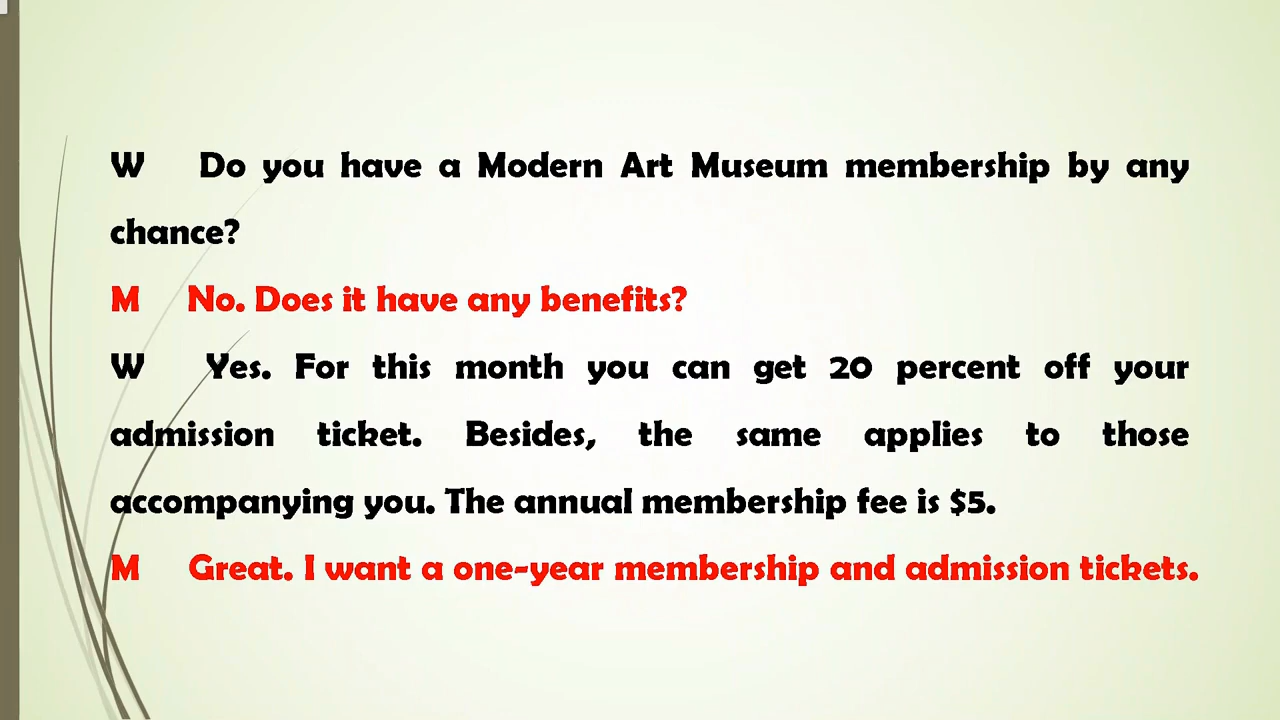 W Do you have a Modern Art Museum membership by any
chance?
M No. Does it have any benefits?
W Yes. For this month you can get 20 percent off your
admission ticket. Besides, the same applies to those
accompanying you. The annual membership fee is $5.
M Great. I want a one-year membership and admission tickets.